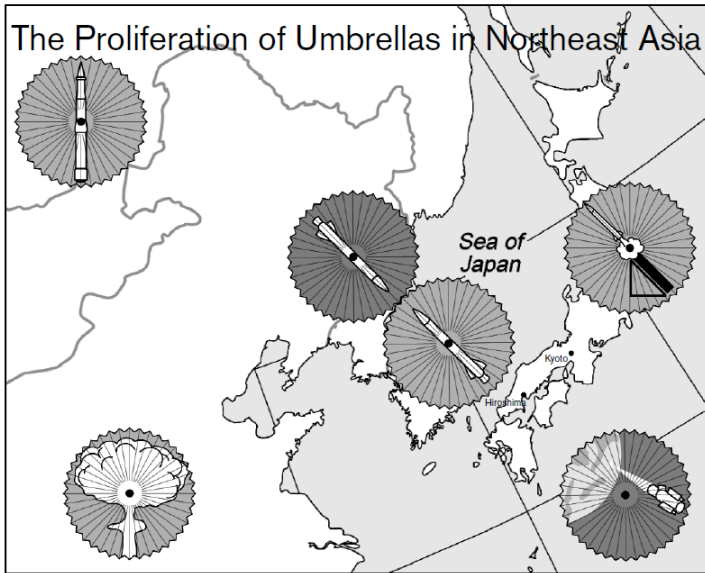 The Proliferation of Umbrellas in Northeast Asia
Sea of
Japan
Kyoto
Hiroshima